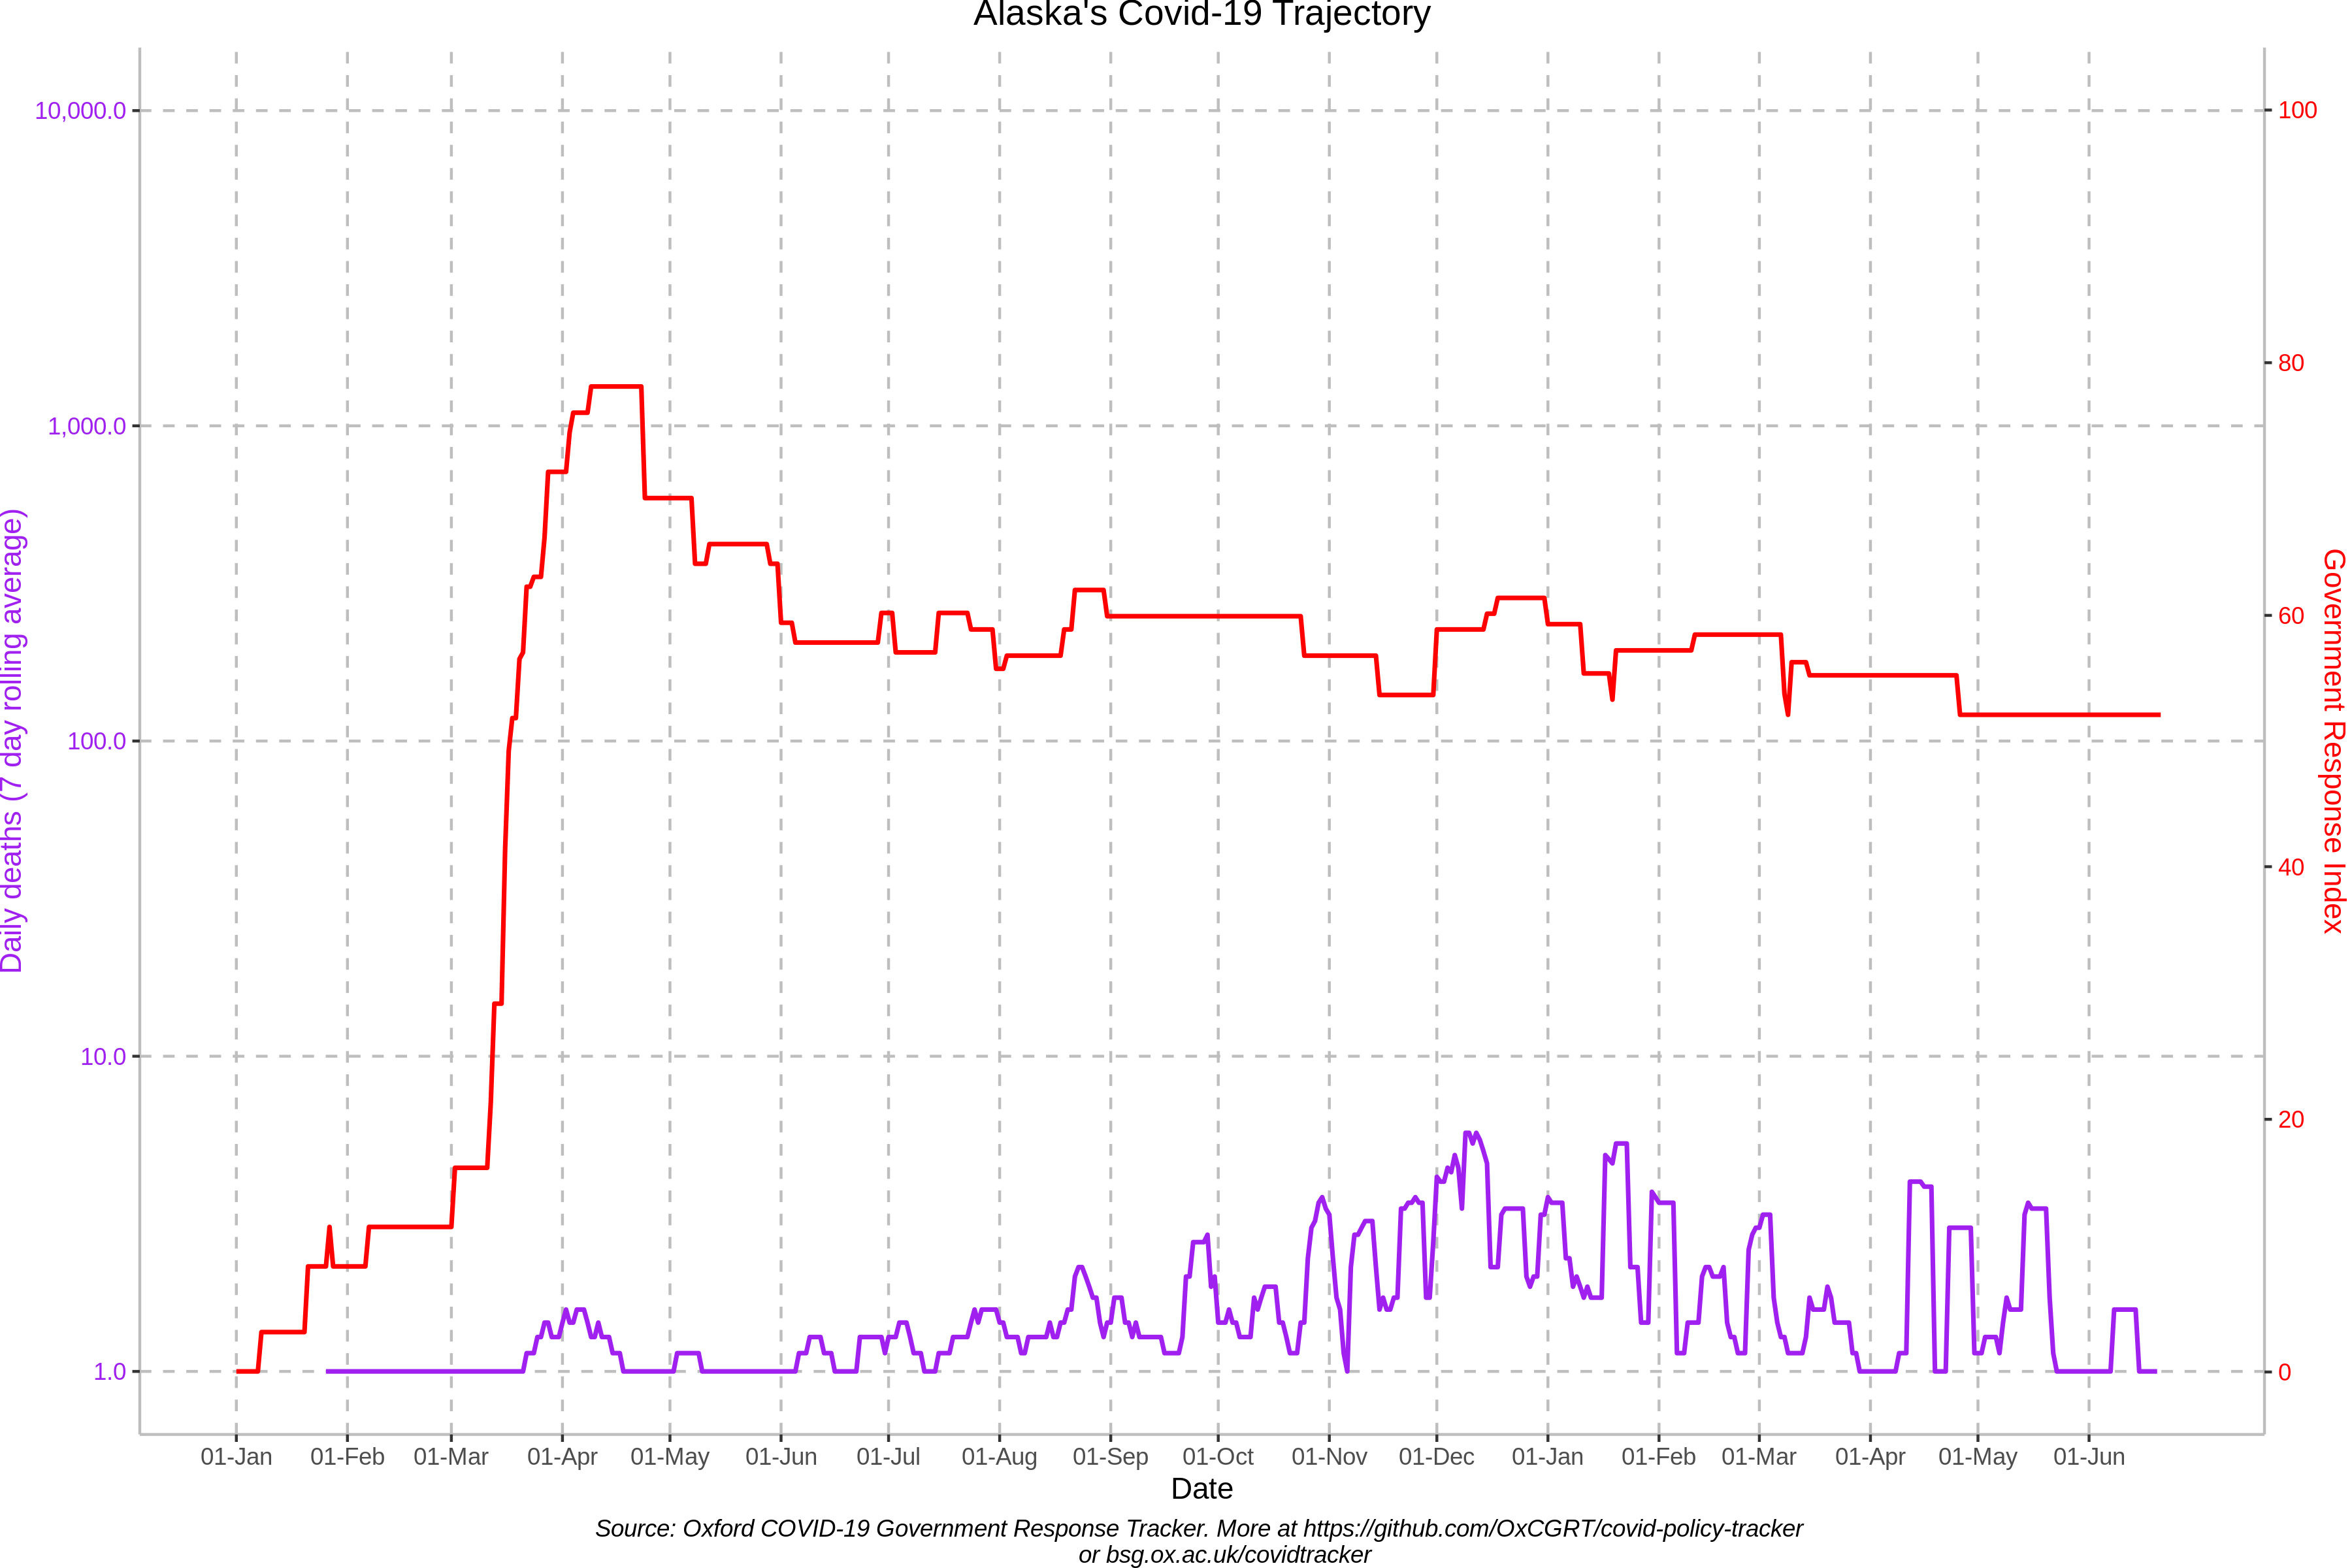 Alaska's Covid-19 Trajectory
10,000.0
1,000.0
100.0
10.0
1.0
Daily deaths (7 day rolling average)
100
80
60
40
20
0
Government Response Index
01-Jan 01-Feb 01-Mar 01-Apr 01-May 01-Jun 01-Jul 01-Aug 01-Sep 01-Oct 01-Nov 01-Dec 01-Jan 01-Feb 01-Mar 01-Apr 01-May 01-Jun
Date
Source: Oxford COVID-19 Government Response Tracker. More at https://github.com/OxCGRT/covid-policy-tracker
or bsg.ox.ac.uk/covidtracker